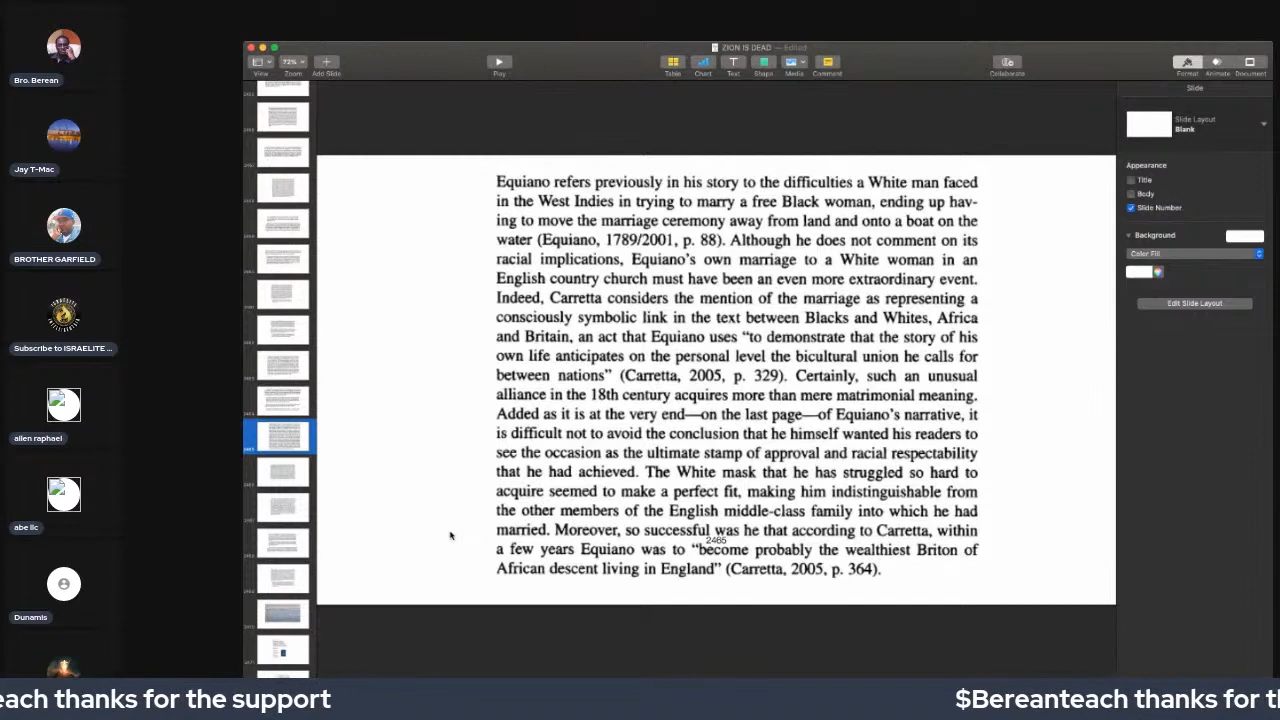 ZION IS DEAD — Edited
View
Zoom
Add Slide
72%
Play
Table
Chart
Text
Shape
Media
Comment
Collaborate
Format
Animate
Document
Slide
Slide Layout
Blank
Appearance
Title
Body
Slide Number
Background
Color Fill
Edit Slide Layout
Equiano refers previously in his story to the difficulties a White man faced
in the West Indies in trying to marry a free Black woman, ending up hav-
ing to have the marriage ceremony away from land and onto a boat on the
water (Equiano, 1789/2001, p. Although he does not comment on its
racial implications, Equiano's own marriage to a White woman in an
English country church must have been an even more extraordinary event.
Indeed, Carretta considers the mention of the marriage as representing a
consciously symbolic link in the text between Blacks and Whites, Africa
and Britain, an act that Equiano uses "to demonstrate that the story of his
own life anticipates on the personal level the bicultural union he calls for
between nations" (Carretta, 2005, p. 329). Certainly, such an unusual
alliance in the 18th century had more than just matrimonial meaning.
Added that it is at the very end—on the last page—of Equiano's narrative, it
is difficult not to avoid the conclusion that he himself wanted his readers to
see the occasion as the ultimate stamp of approval and racial respectability
that he had achieved. The White mask that he has struggled so hard to
acquire seemed to make a perfect fit, making him indistinguishable from
the other members of the English middle-class family into which he had
married. Moreover, so successful was he that according to Carretta, within
a few years Equiano was to become probably the wealthiest Briton of
African descent living in England" (Carretta, 2005, p. 364).
2465
Bro Berean
T-Mac
GARFIELD
to ISRAELITE ...
each thanks for the support
$Bereanteach thanks for